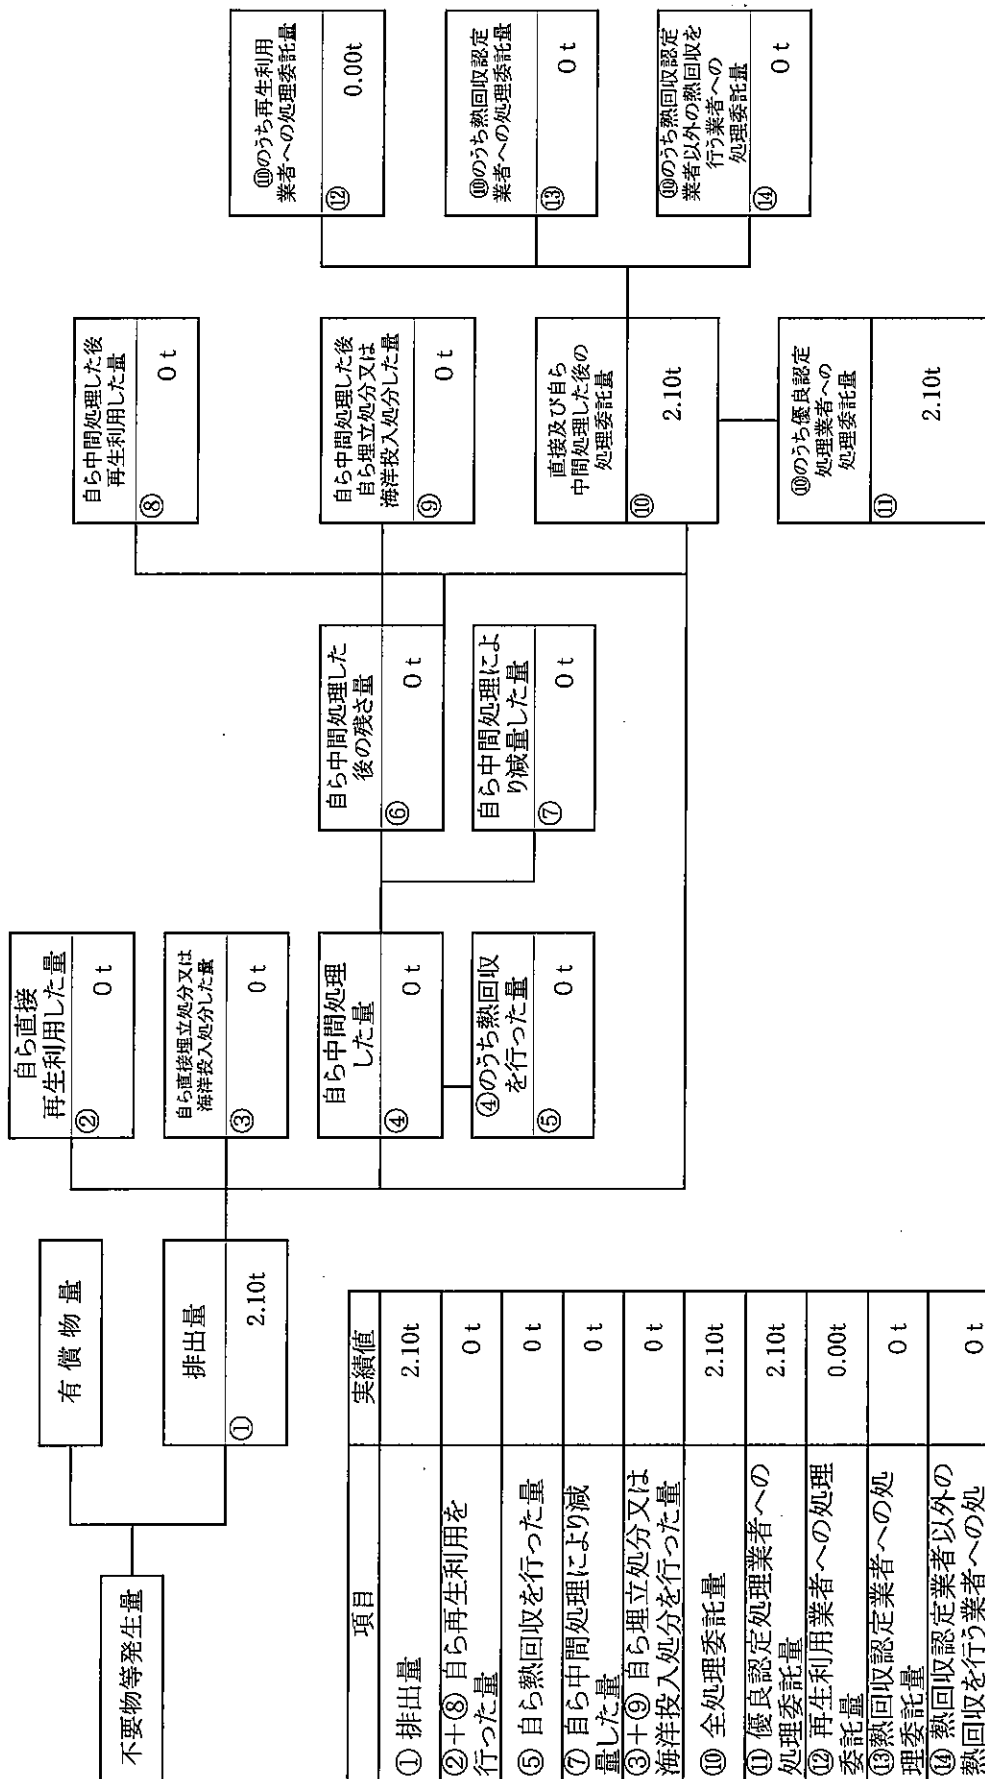 不要物等発生量
有償物量
排出量
①
2.10t
自ら直接
再生利用した量
②
0 t
自ら直接埋立処分又は
海洋投入処分した量
③
0 t
自ら中間処理
した量
④
0 t
④のうち熱回収
を行った量
⑤
0 t
自ら中間処理した
後の残さ量
⑥
0 t
自ら中間処理によ
り減量した量
⑦
0 t
自ら中間処理した後
再生利用した量
⑧
0 t
自ら中間処理した後
自ら埋立処分又は
海洋投入処分した量
⑨
0 t
直接及び自ら
中間処理した後の
処理委託量
⑩
2.10t
⑩のうち優良認定
処理業者への
処理委託量
⑪
2.10t
⑩のうち再生利用
業者への処理委託量
⑫
0.00t
⑩のうち熱回収認定
業者への処理委託量
⑬
0 t
⑩のうち熱回収認定
業者以外の熱回収を
行う業者への
処理委託量
⑭
0 t
項目 実績値
① 排出量 2.10t
②+⑧ 自ら再生利用を
行った量 0 t
⑤ 自ら熱回収を行った量 0 t
⑦ 自ら中間処理により減
量した量 0 t
③+⑨ 自ら埋立処分又は
海洋投入処分を行った量 0 t
⑩ 全処理委託量 2.10t
⑪ 優良認定処理業者への
処理委託量 2.10t
⑫ 再生利用業者への処理
委託量 0.00t
⑬熱回収認定業者への処
理委託量 0 t
⑭ 熱回収認定業者以外の
熱回収を行う業者への処 0 t